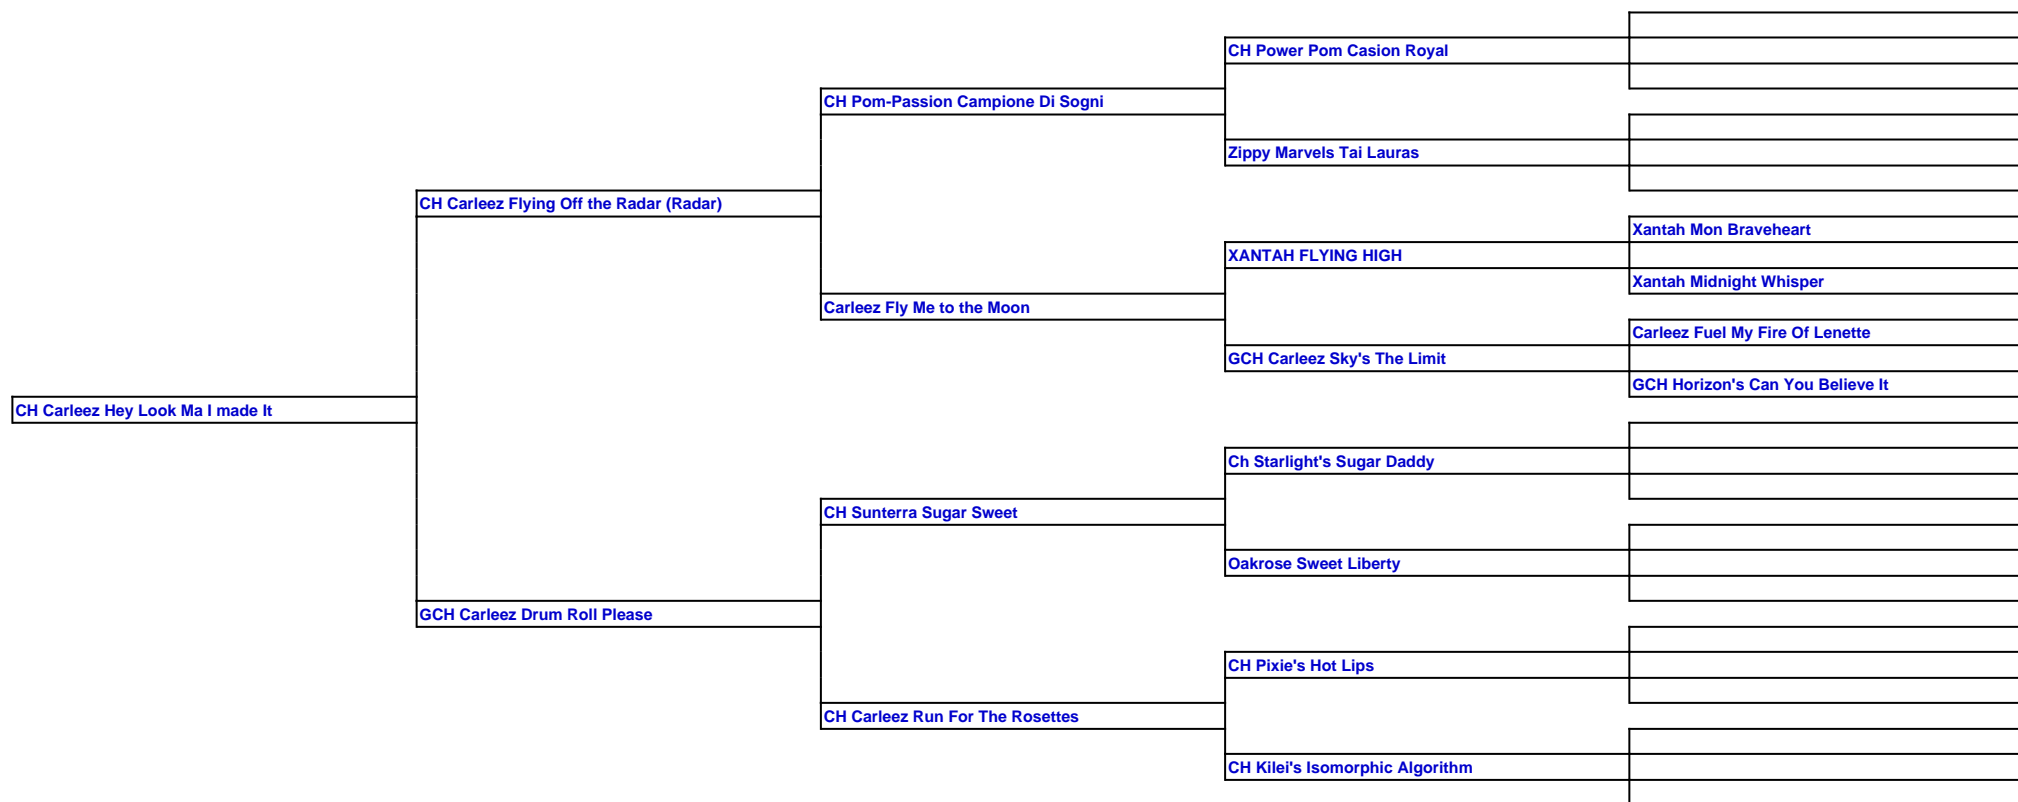 CH Power Pom Casion Royal
CH Pom-Passion Campione Di Sogni
Zippy Marvels Tai Lauras
CH Carleez Flying Off the Radar (Radar)
Xantah Mon Braveheart
XANTAH FLYING HIGH
Xantah Midnight Whisper
Carleez Fly Me to the Moon
Carleez Fuel My Fire Of Lenette
GCH Carleez Sky's The Limit
GCH Horizon's Can You Believe It
CH Carleez Hey Look Ma I made It
Ch Starlight's Sugar Daddy
CH Sunterra Sugar Sweet
Oakrose Sweet Liberty
GCH Carleez Drum Roll Please
CH Pixie's Hot Lips
CH Carleez Run For The Rosettes
CH Kilei's Isomorphic Algorithm